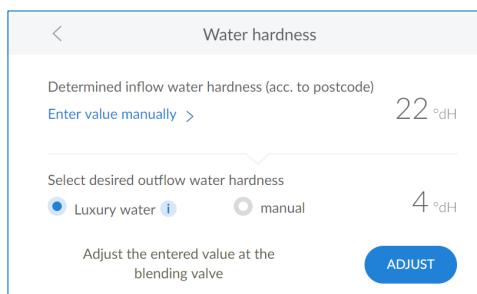 Water hardness
Determined inflow water hardness (acc. to postcode)
22 °dH
Enter value manually >
Select desired outflow water hardness
Luxury water i manual
4 °dH
Adjust the entered value at the
blending valve
ADJUST